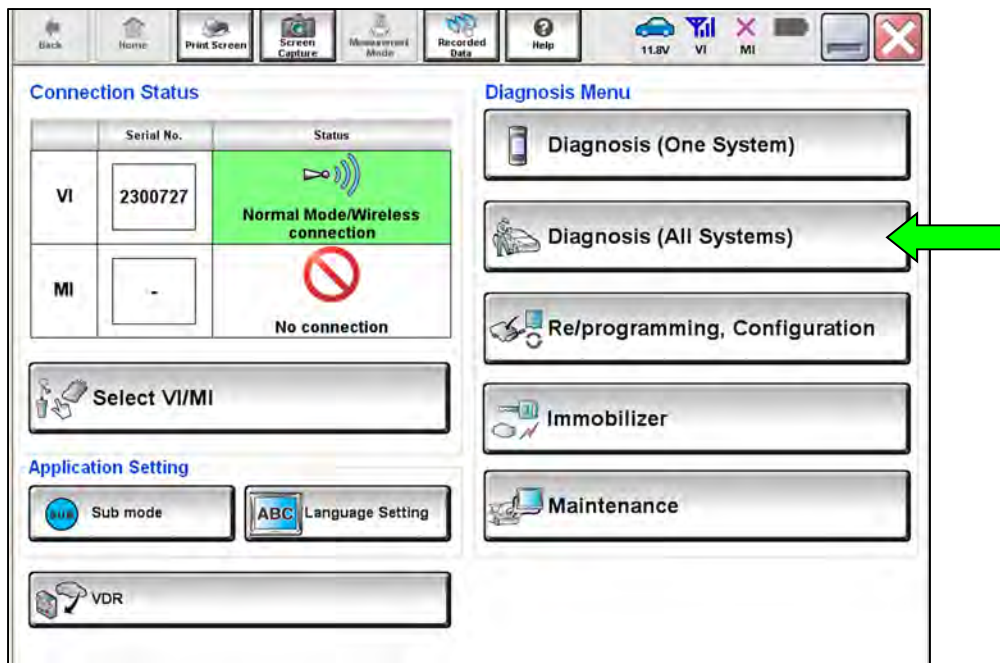 Back
Home
Print Screen
Screen
Capture
Measurement
Mode
Recorded
Data
Help
11.8V
VI
MI
Connection Status
Serial No.
Status
VI
2300727
Normal Mode/Wireless
connection
MI
-
No connection
Select VI/MI
Application Setting
SUB
Sub mode
ABC
Language Setting
VDR
Diagnosis Menu
Diagnosis (One System)
Diagnosis (All Systems)
Re/programming, Configuration
Immobilizer
Maintenance